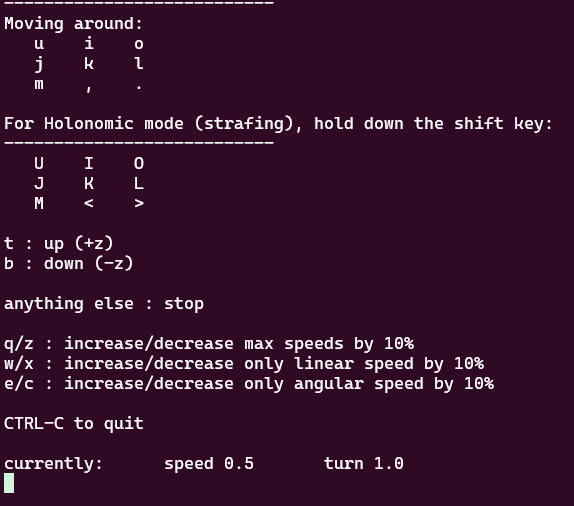 ---------------------------
Moving around:
   u    i    o
   j    k    l
   m    ,    .

For Holonomic mode (strafing), hold down the shift key:
---------------------------
   U    I    O
   J    K    L
   M    <    >

t : up (+z)
b : down (-z)

anything else : stop

q/z : increase/decrease max speeds by 10%
w/x : increase/decrease only linear speed by 10%
e/c : increase/decrease only angular speed by 10%

CTRL-C to quit

currently:      speed 0.5       turn 1.0